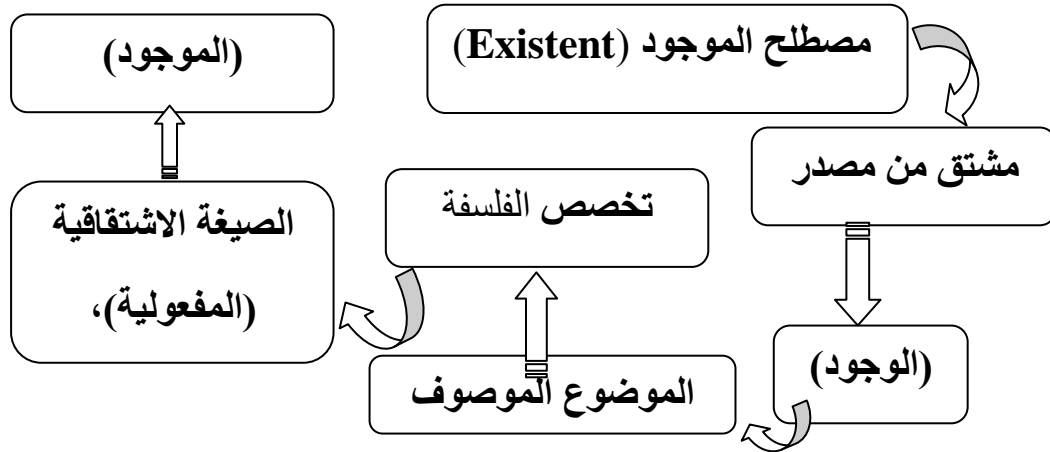 مصطلح الموجود (Existent)
(الموجود)
مشتق من مصدر
تخصص الفلسفة
الصيغة الاشتقاقية
(المفعولية)،
(الوجود)
الموضوع الموصوف